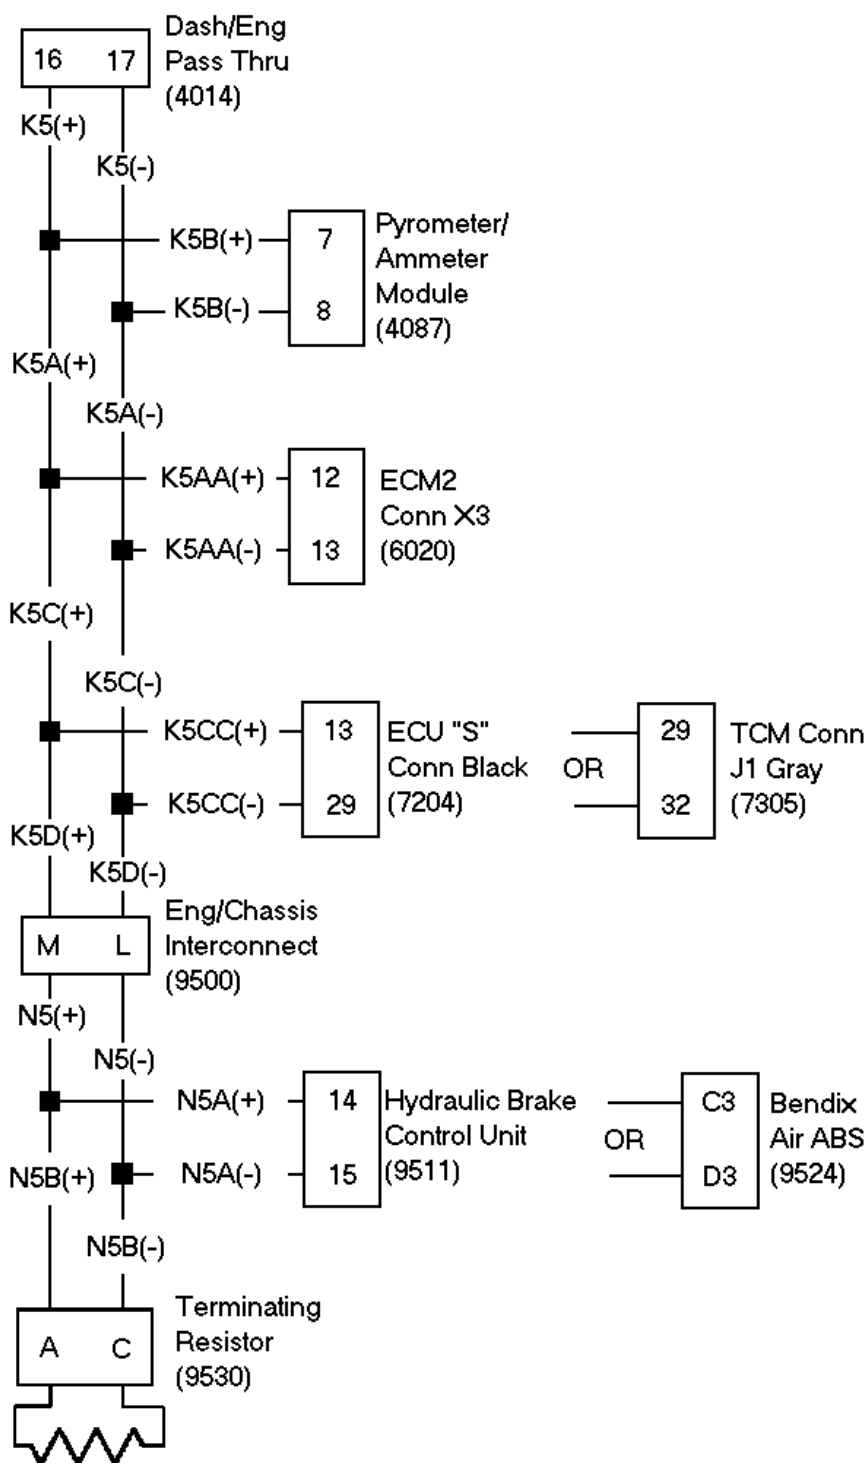 Dash/Eng
Pass Thru
(4014)
16 17
K5(+)
K5(-)
K5B(+)
7
K5B(-)
8
Pyrometer/
Ammeter
Module
(4087)
K5A(+)
K5A(-)
K5AA(+)
12
K5AA(-)
13
ECM2
Conn X3
(6020)
K5C(+)
K5C(-)
K5CC(+)
13
K5CC(-)
29
ECU "S"
Conn Black
(7204)
OR
29
32
TCM Conn
J1 Gray
(7305)
K5D(+)
K5D(-)
M L
Eng/Chassis
Interconnect
(9500)
N5(+)
N5(-)
N5A(+)
14
N5A(-)
15
Hydraulic Brake
Control Unit
(9511)
OR
C3
D3
Bendix
Air ABS
(9524)
N5B(+)
N5B(-)
A C
Terminating
Resistor
(9530)